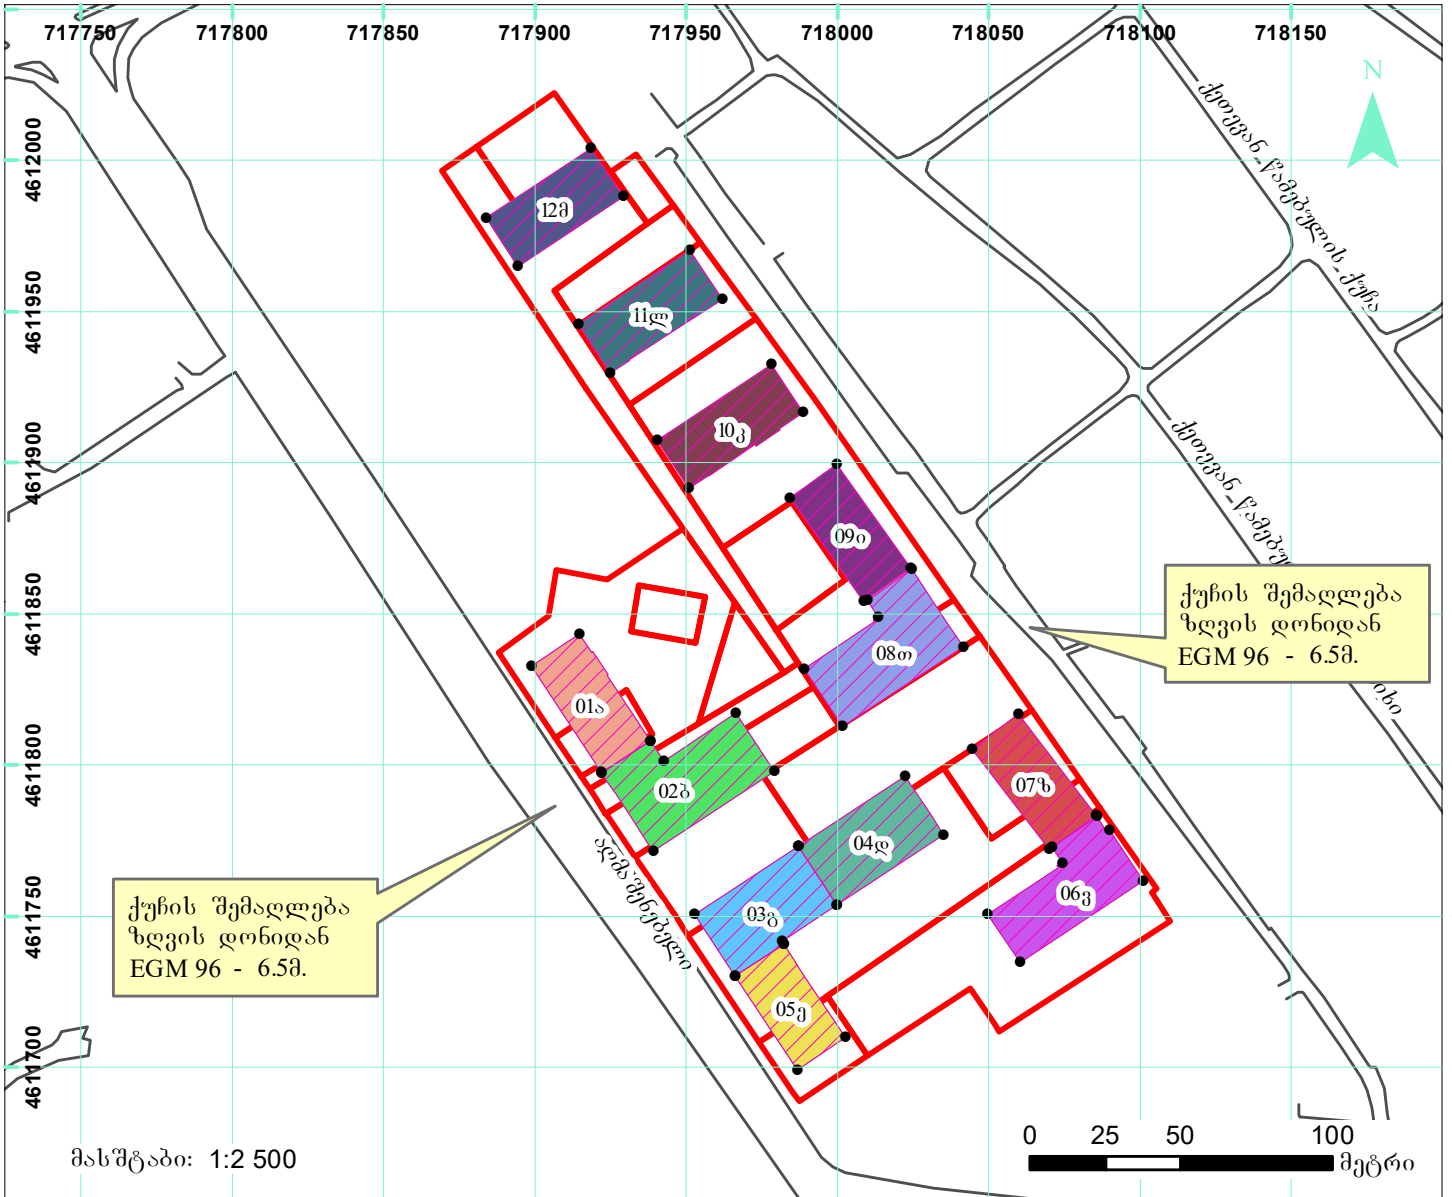 717750 717800 717850 717900 717950 718000 718050 718100 718150
N
4612000
4611950
4611900
4611850
4611800
4611750
4611700
ქეთევან_წამებულის_ქუჩა
12მ
11ლ
10კ
09ი
08თ
01ა
02ბ
07ზ
04დ
03გ
06ვ
05ე
ქუჩის შემაღლება
ზღვის დონიდან
EGM 96 - 6.5მ.
ქუჩის შემაღლება
ზღვის დონიდან
EGM 96 - 6.5მ.
აღმაშენებელი
მასშტაბი: 1:2 500
0 25 50 100
მეტრი